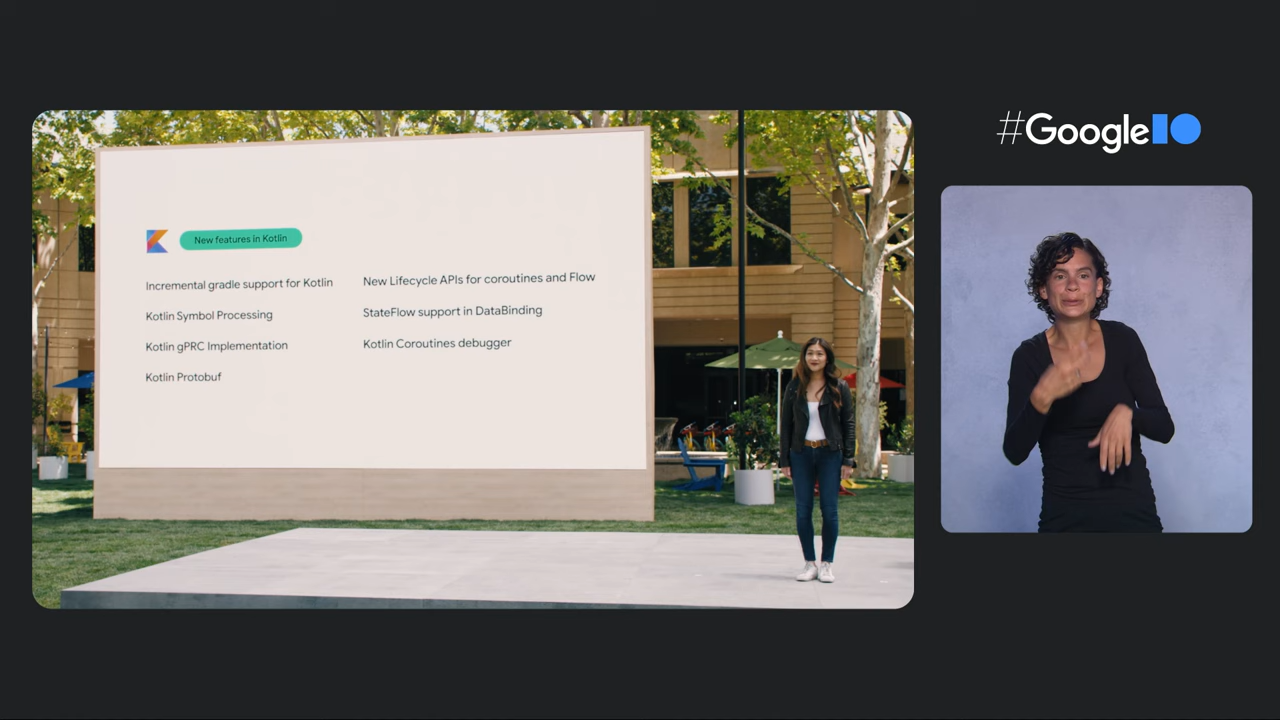 #GoogleIO
New features in Kotlin
Incremental gradle support for Kotlin
Kotlin Symbol Processing
Kotlin gPRC Implementation
Kotlin Protobuf
New Lifecycle APIs for coroutines and Flow
StateFlow support in DataBinding
Kotlin Coroutines debugger